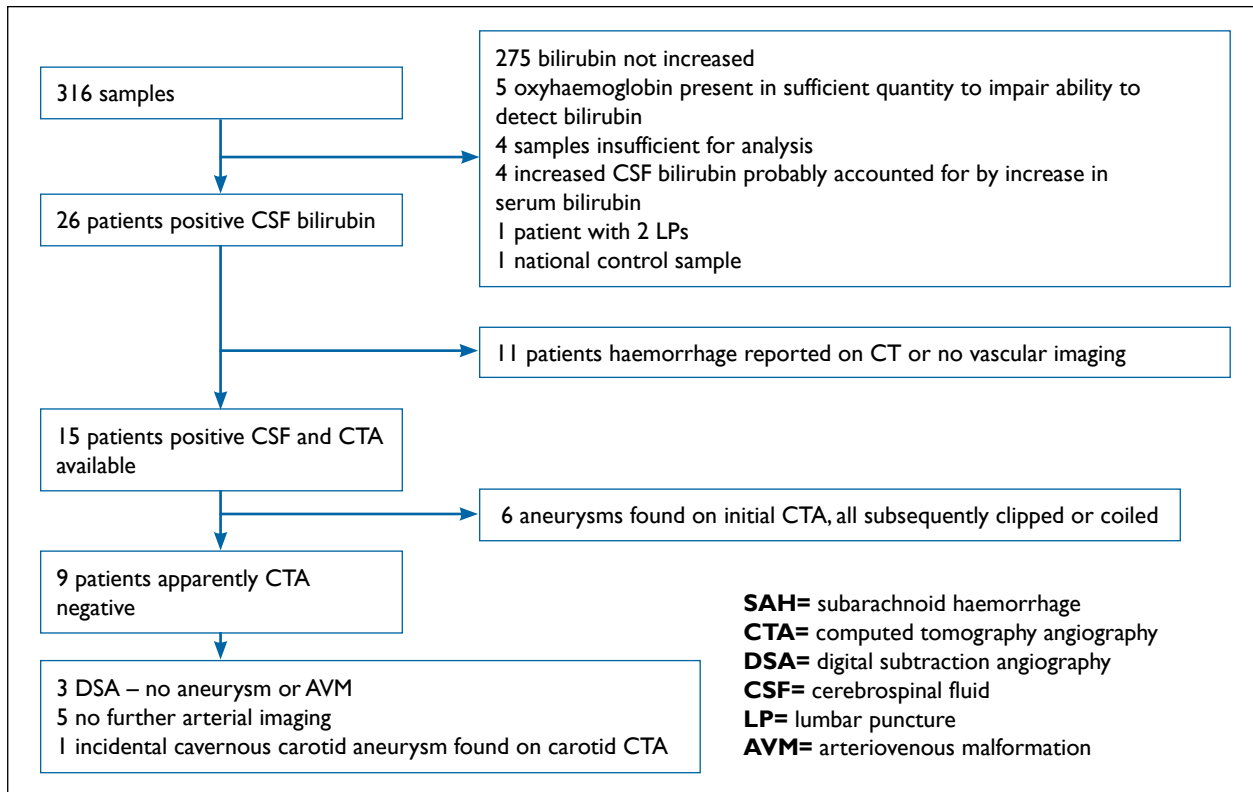 316 samples
275 bilirubin not increased
5 oxyhaemoglobin present in sufficient quantity to impair ability to
detect bilirubin
4 samples insufficient for analysis
4 increased CSF bilirubin probably accounted for by increase in
serum bilirubin
1 patient with 2 LPs
1 national control sample
26 patients positive CSF bilirubin
11 patients haemorrhage reported on CT or no vascular imaging
15 patients positive CSF and CTA
available
6 aneurysms found on initial CTA, all subsequently clipped or coiled
9 patients apparently CTA
negative
3 DSA – no aneurysm or AVM
5 no further arterial imaging
1 incidental cavernous carotid aneurysm found on carotid CTA
SAH= subarachnoid haemorrhage
CTA= computed tomography angiography
DSA= digital subtraction angiography
CSF= cerebrospinal fluid
LP= lumbar puncture
AVM= arteriovenous malformation